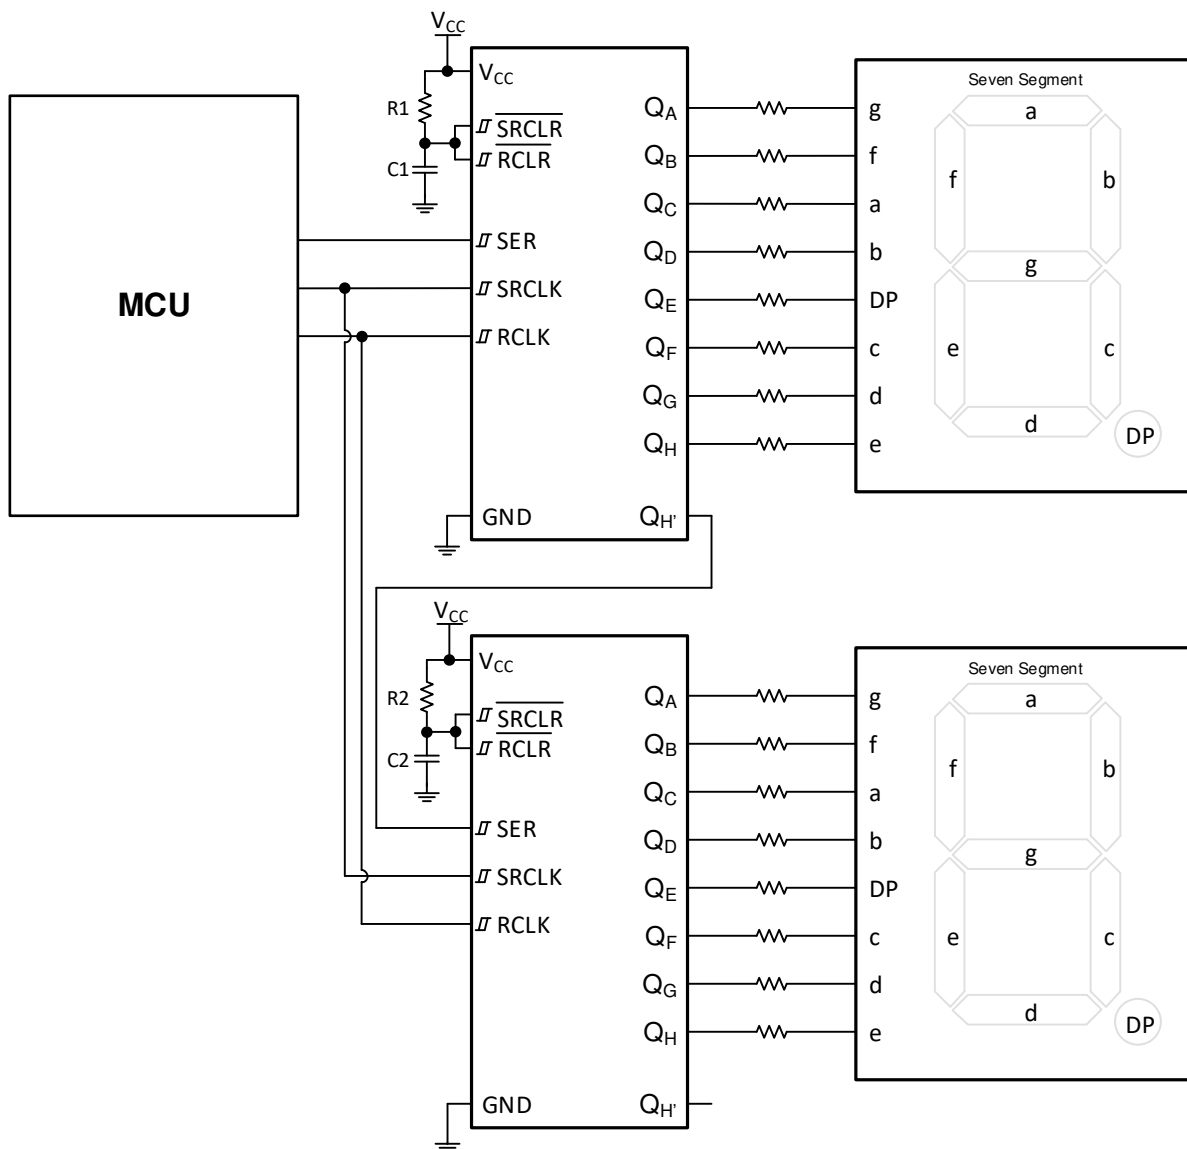 MCU
VCC
R1
C1
VCC
SRCLR
RCLR
SER
SRCLK
RCLK
GND
QA
QB
QC
QD
QE
QF
QG
QH
QH'
Seven Segment
g
f
a
b
DP
c
d
e
a
f
b
g
e
c
d
DP
VCC
R2
C2
VCC
SRCLR
RCLR
SER
SRCLK
RCLK
GND
QA
QB
QC
QD
QE
QF
QG
QH
QH'
Seven Segment
g
f
a
b
DP
c
d
e
a
f
b
g
e
c
d
DP